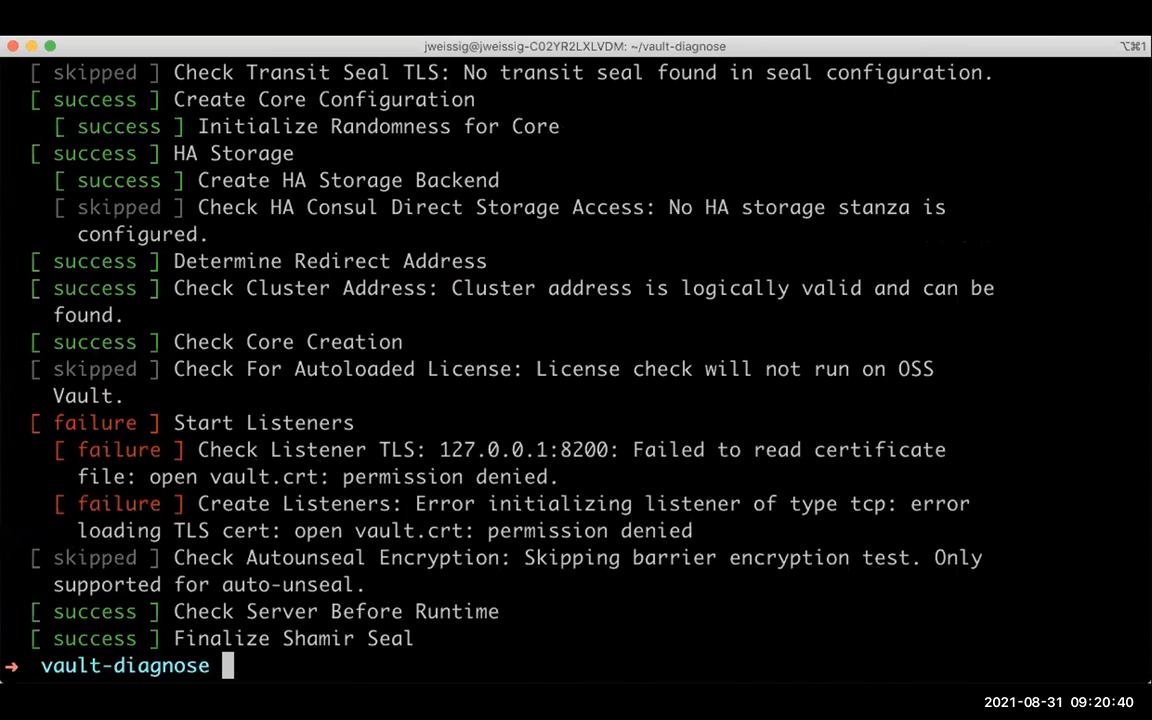 jweissig@jweissig-C02YR2LXLVDM: ~/vault-diagnose
⌥⌘1
[ skipped ] Check Transit Seal TLS: No transit seal found in seal configuration.
[ success ] Create Core Configuration
[ success ] Initialize Randomness for Core
[ success ] HA Storage
[ success ] Create HA Storage Backend
[ skipped ] Check HA Consul Direct Storage Access: No HA storage stanza is
configured.
[ success ] Determine Redirect Address
[ success ] Check Cluster Address: Cluster address is logically valid and can be
found.
[ success ] Check Core Creation
[ skipped ] Check For Autoloaded License: License check will not run on OSS
Vault.
[ failure ] Start Listeners
[ failure ] Check Listener TLS: 127.0.0.1:8200: Failed to read certificate
file: open vault.crt: permission denied.
[ failure ] Create Listeners: Error initializing listener of type tcp: error
loading TLS cert: open vault.crt: permission denied
[ skipped ] Check Autounseal Encryption: Skipping barrier encryption test. Only
supported for auto-unseal.
[ success ] Check Server Before Runtime
[ success ] Finalize Shamir Seal
→ vault-diagnose
2021-08-31 09:20:40